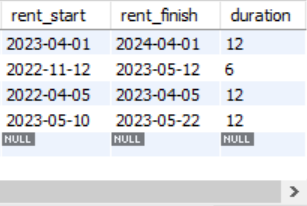 rent_start rent_finish duration
2023-04-01 2024-04-01 12
2022-11-12 2023-05-12 6
2022-04-05 2023-04-05 12
2023-05-10 2023-05-22 12
NULL NULL NULL